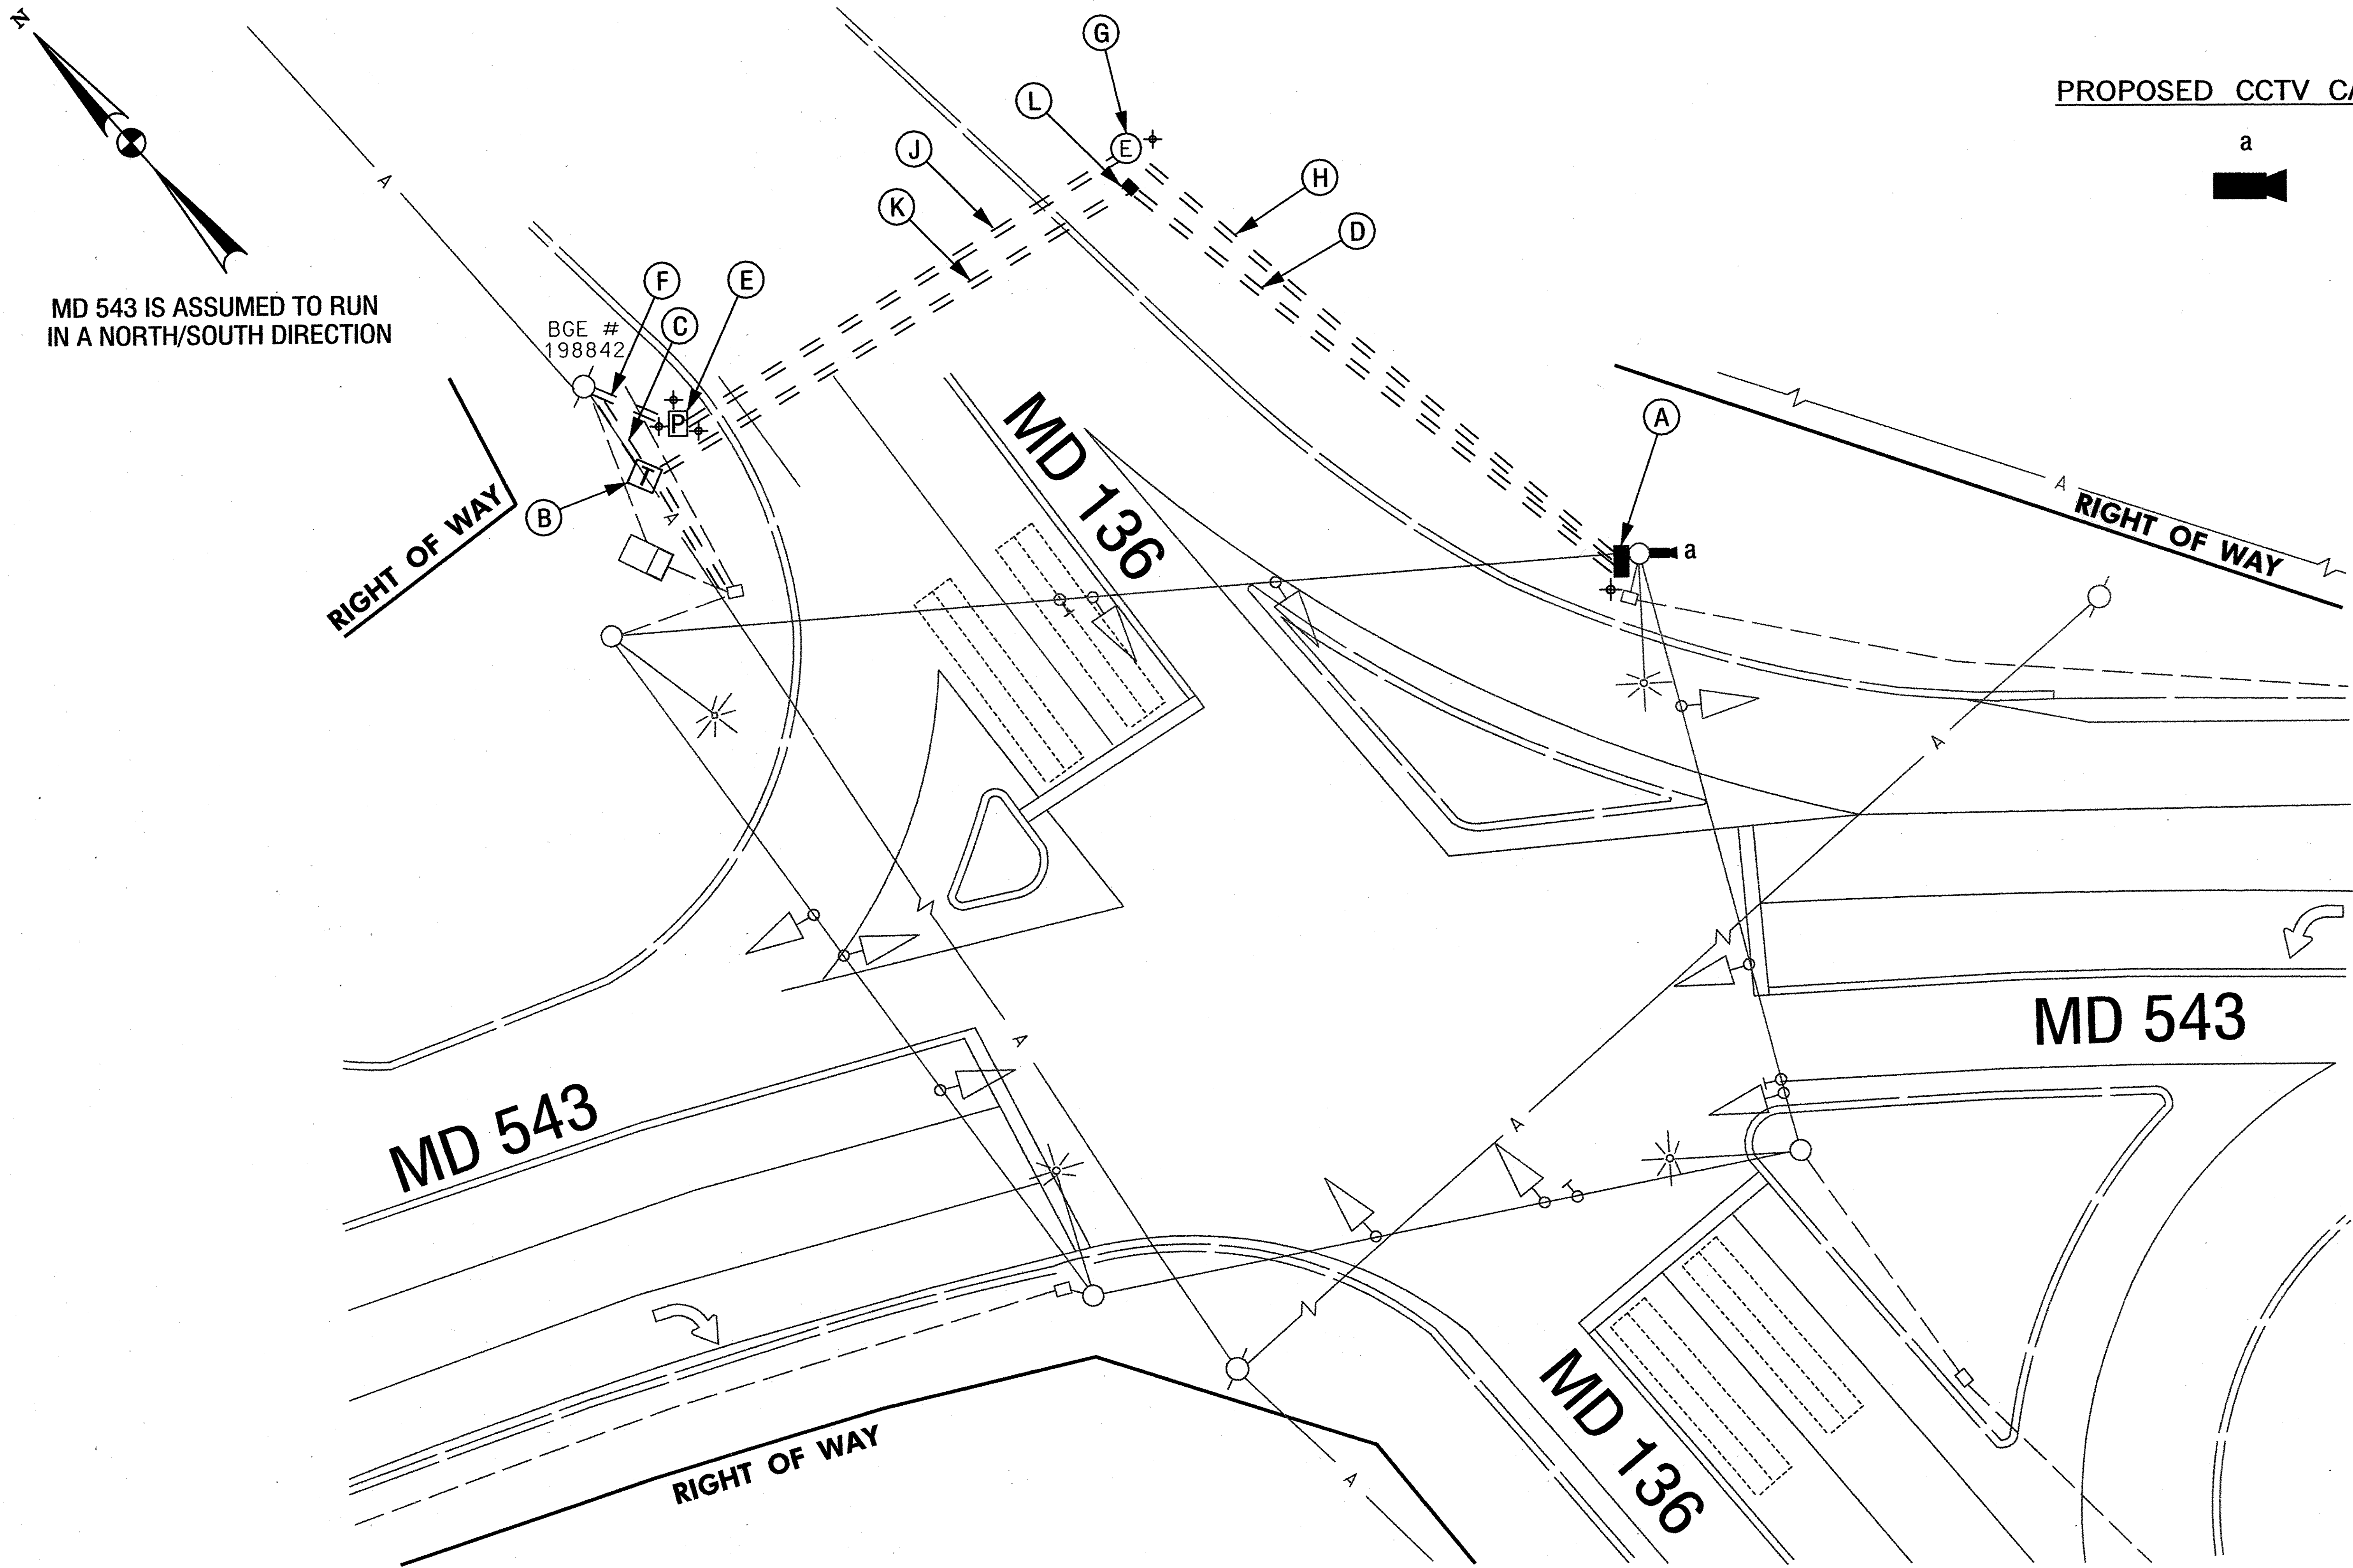 N
MD 543 IS ASSUMED TO RUN
IN A NORTH/SOUTH DIRECTION
PROPOSED CCTV CA
a
G
L
E
J
H
K
D
F
E
C
BGE #
198842
P
T
B
A
a
A
A
A
RIGHT OF WAY
RIGHT OF WAY
MD 136
A
A
MD 543
MD 543
A
A
MD 136
RIGHT OF WAY
A